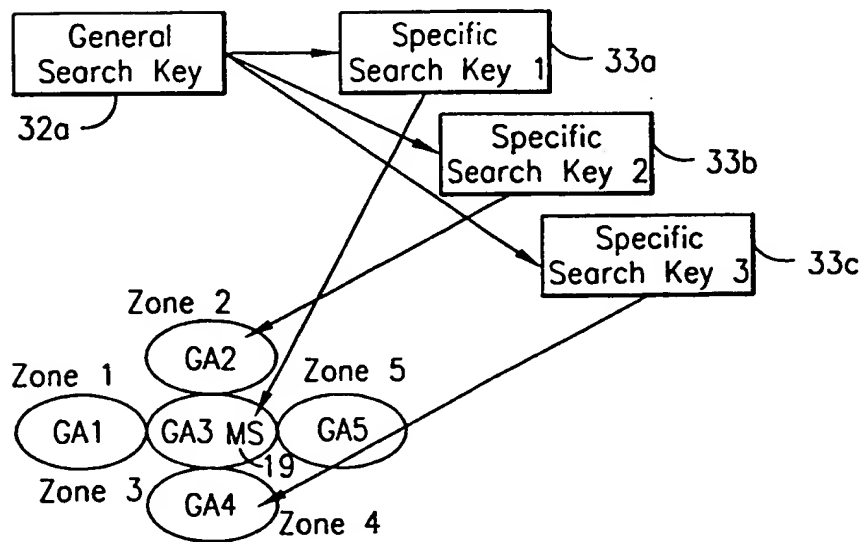 General
Search Key
32a
Specific
Search Key 1
33a
Specific
Search Key 2
33b
Specific
Search Key 3
33c
Zone 2
GA2
Zone 1
Zone 5
GA1
GA3 MS
GA5
19
Zone 3
GA4
Zone 4